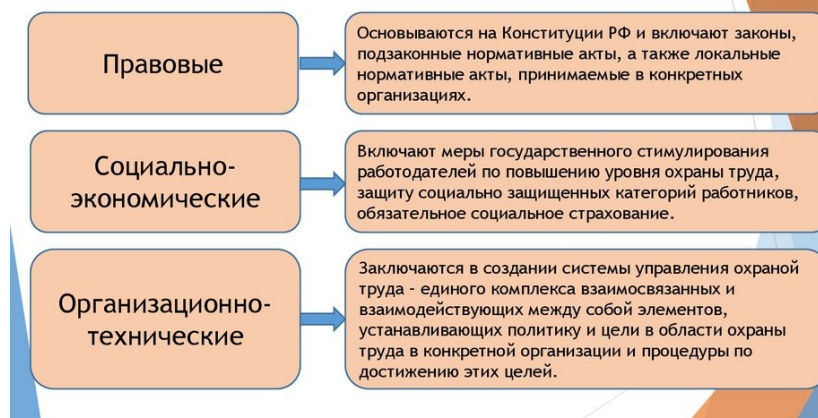 Правовые
Основываются на Конституции РФ и включают законы,
подзаконные нормативные акты, а также локальные
нормативные акты, принимаемые в конкретных
организациях.
Социально-
экономические
Включают меры государственного стимулирования
работодателей по повышению уровня охраны труда,
защиту социально защищенных категорий работников,
обязательное социальное страхование.
Организационно-
технические
Заключаются в создании системы управления охраной
труда - единого комплекса взаимосвязанных и
взаимодействующих между собой элементов,
устанавливающих политику и цели в области охраны
труда в конкретной организации и процедуры по
достижению этих целей.